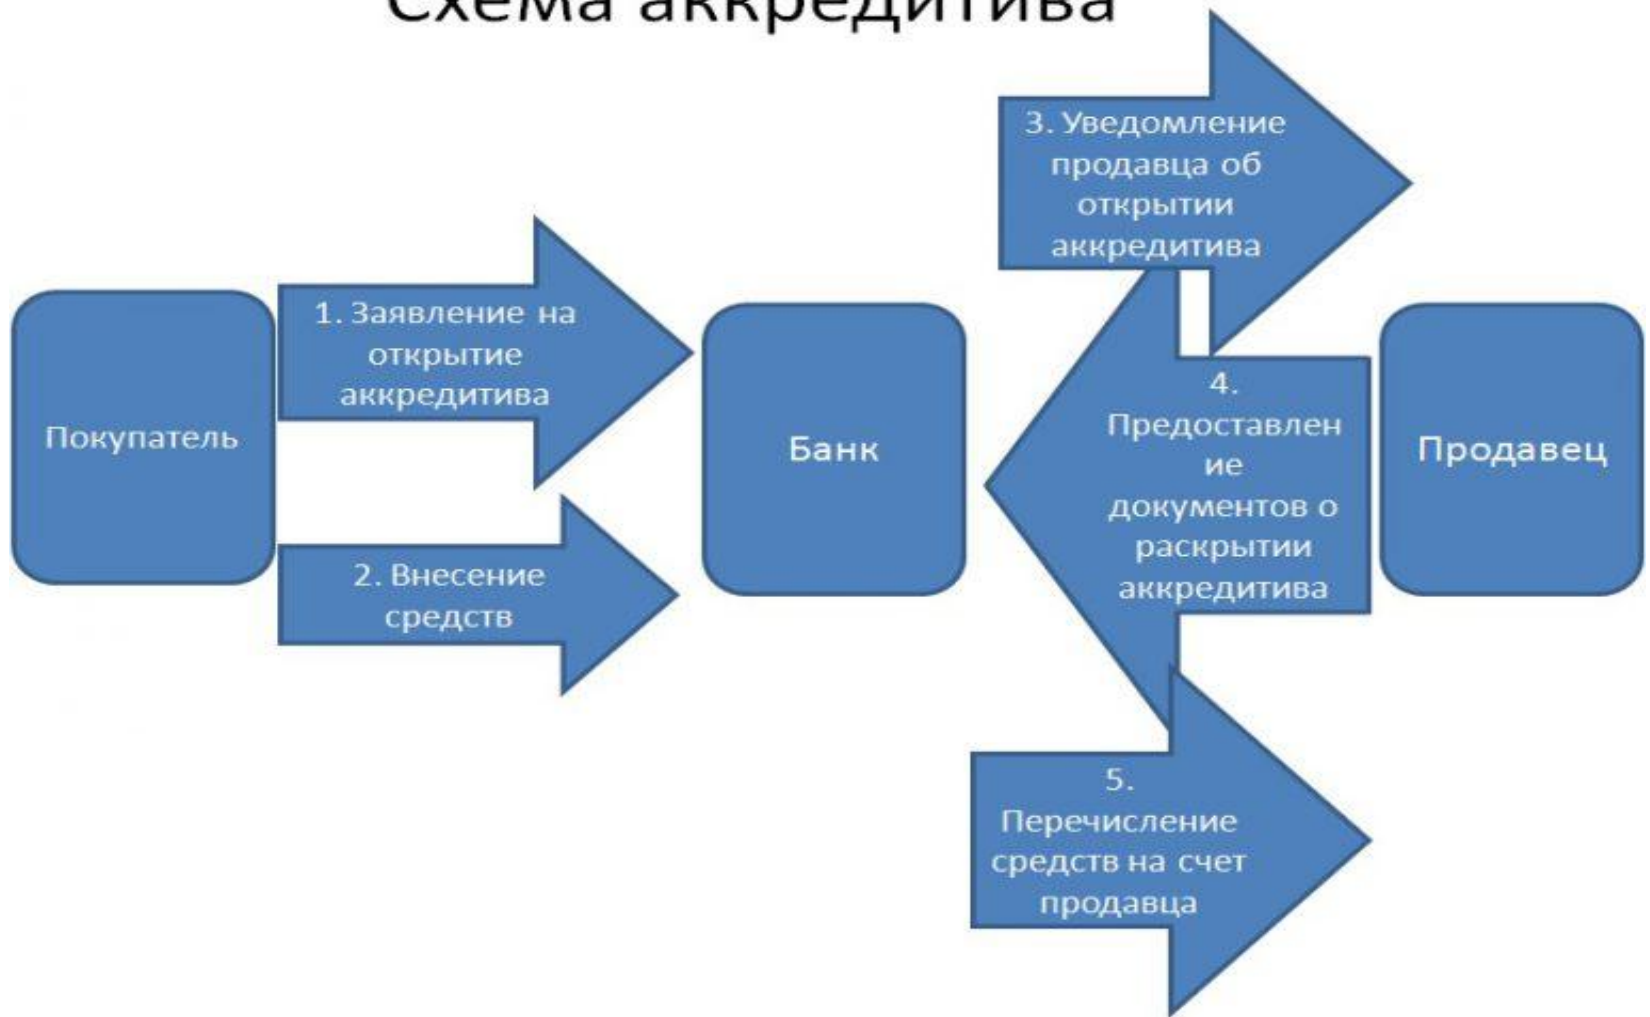 Схема аккредитива
3. Уведомление
продавца об
открытии
аккредитива
1. Заявление на
открытие
аккредитива
Покупатель
Банк
4.
Предоставлен
ие
документов о
раскрытии
аккредитива
Продавец
2. Внесение
средств
5.
Перечисление
средств на счет
продавца